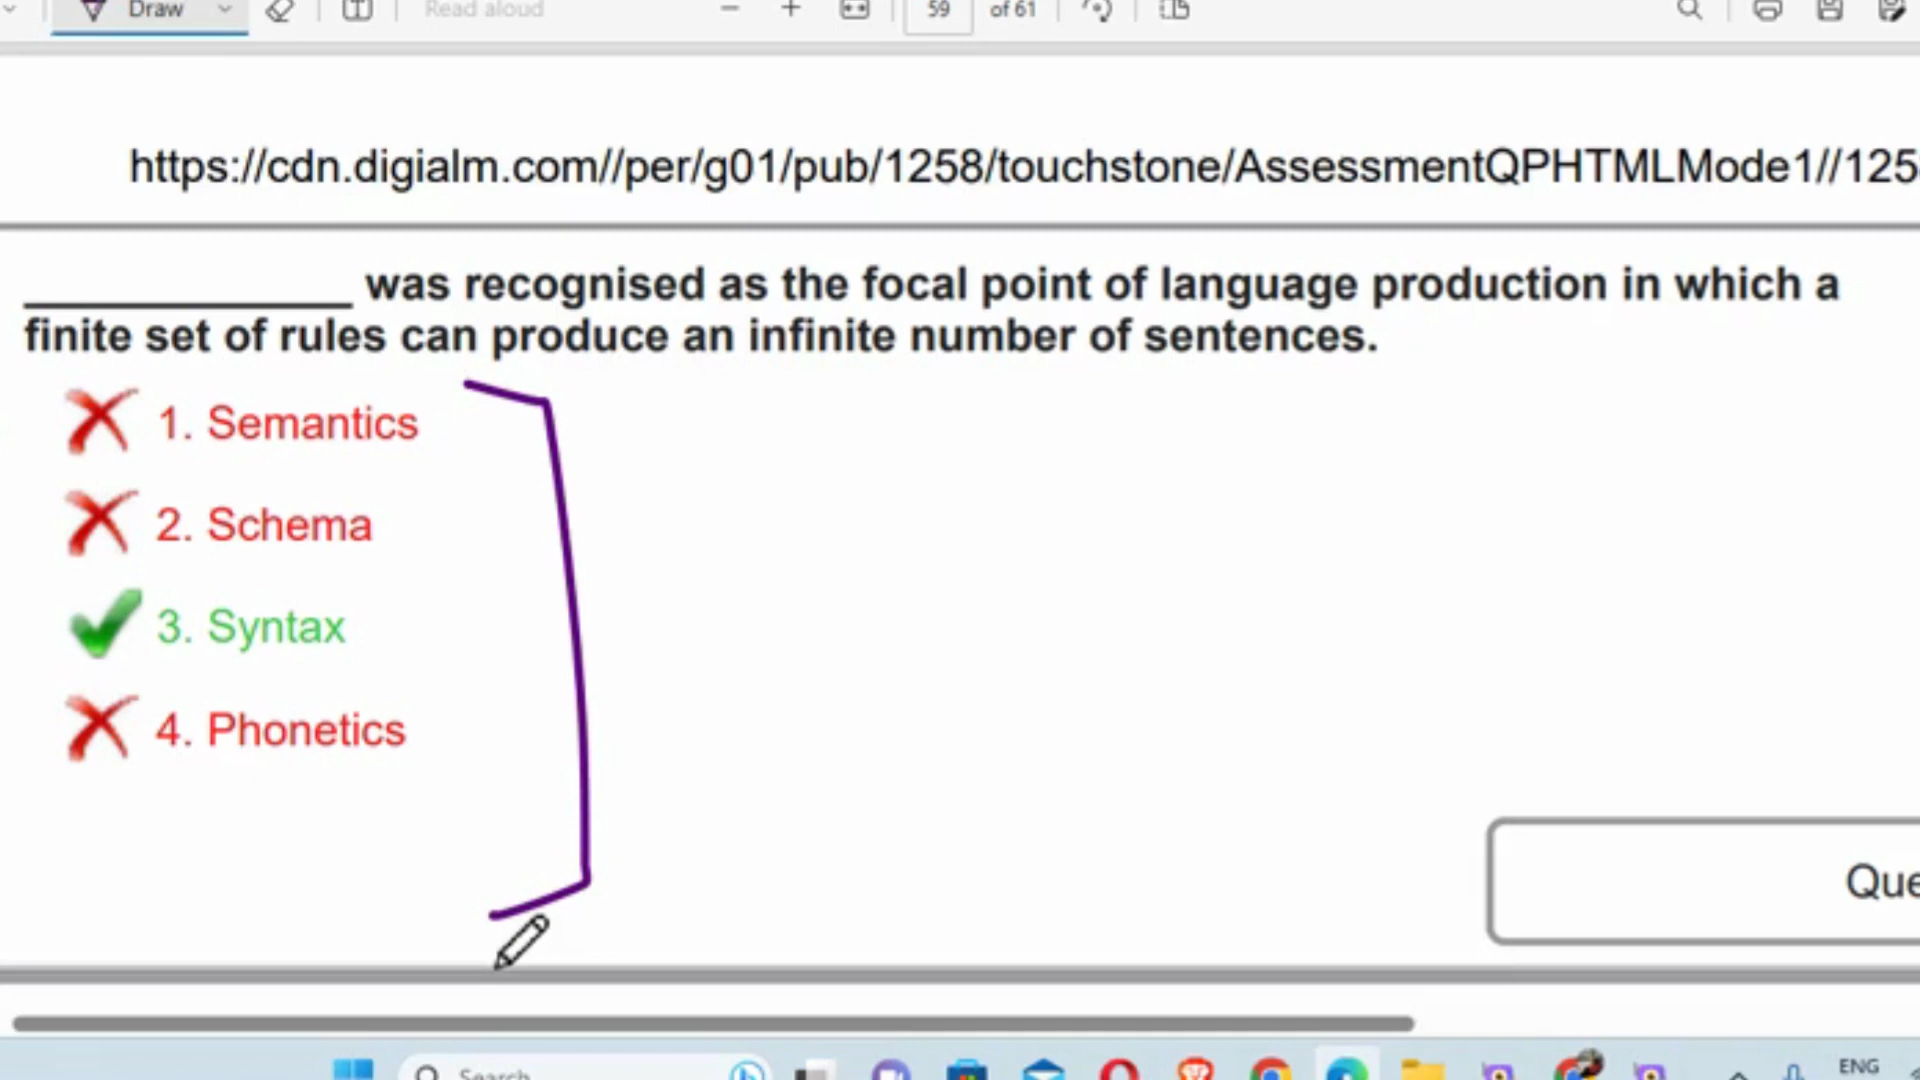 Draw
Read aloud
59
of 61
https://cdn.digialm.com//per/g01/pub/1258/touchstone/AssessmentQPHTMLMode1//125
____________ was recognised as the focal point of language production in which a
finite set of rules can produce an infinite number of sentences.
1. Semantics
2. Schema
3. Syntax
4. Phonetics
Que
Search
ENG